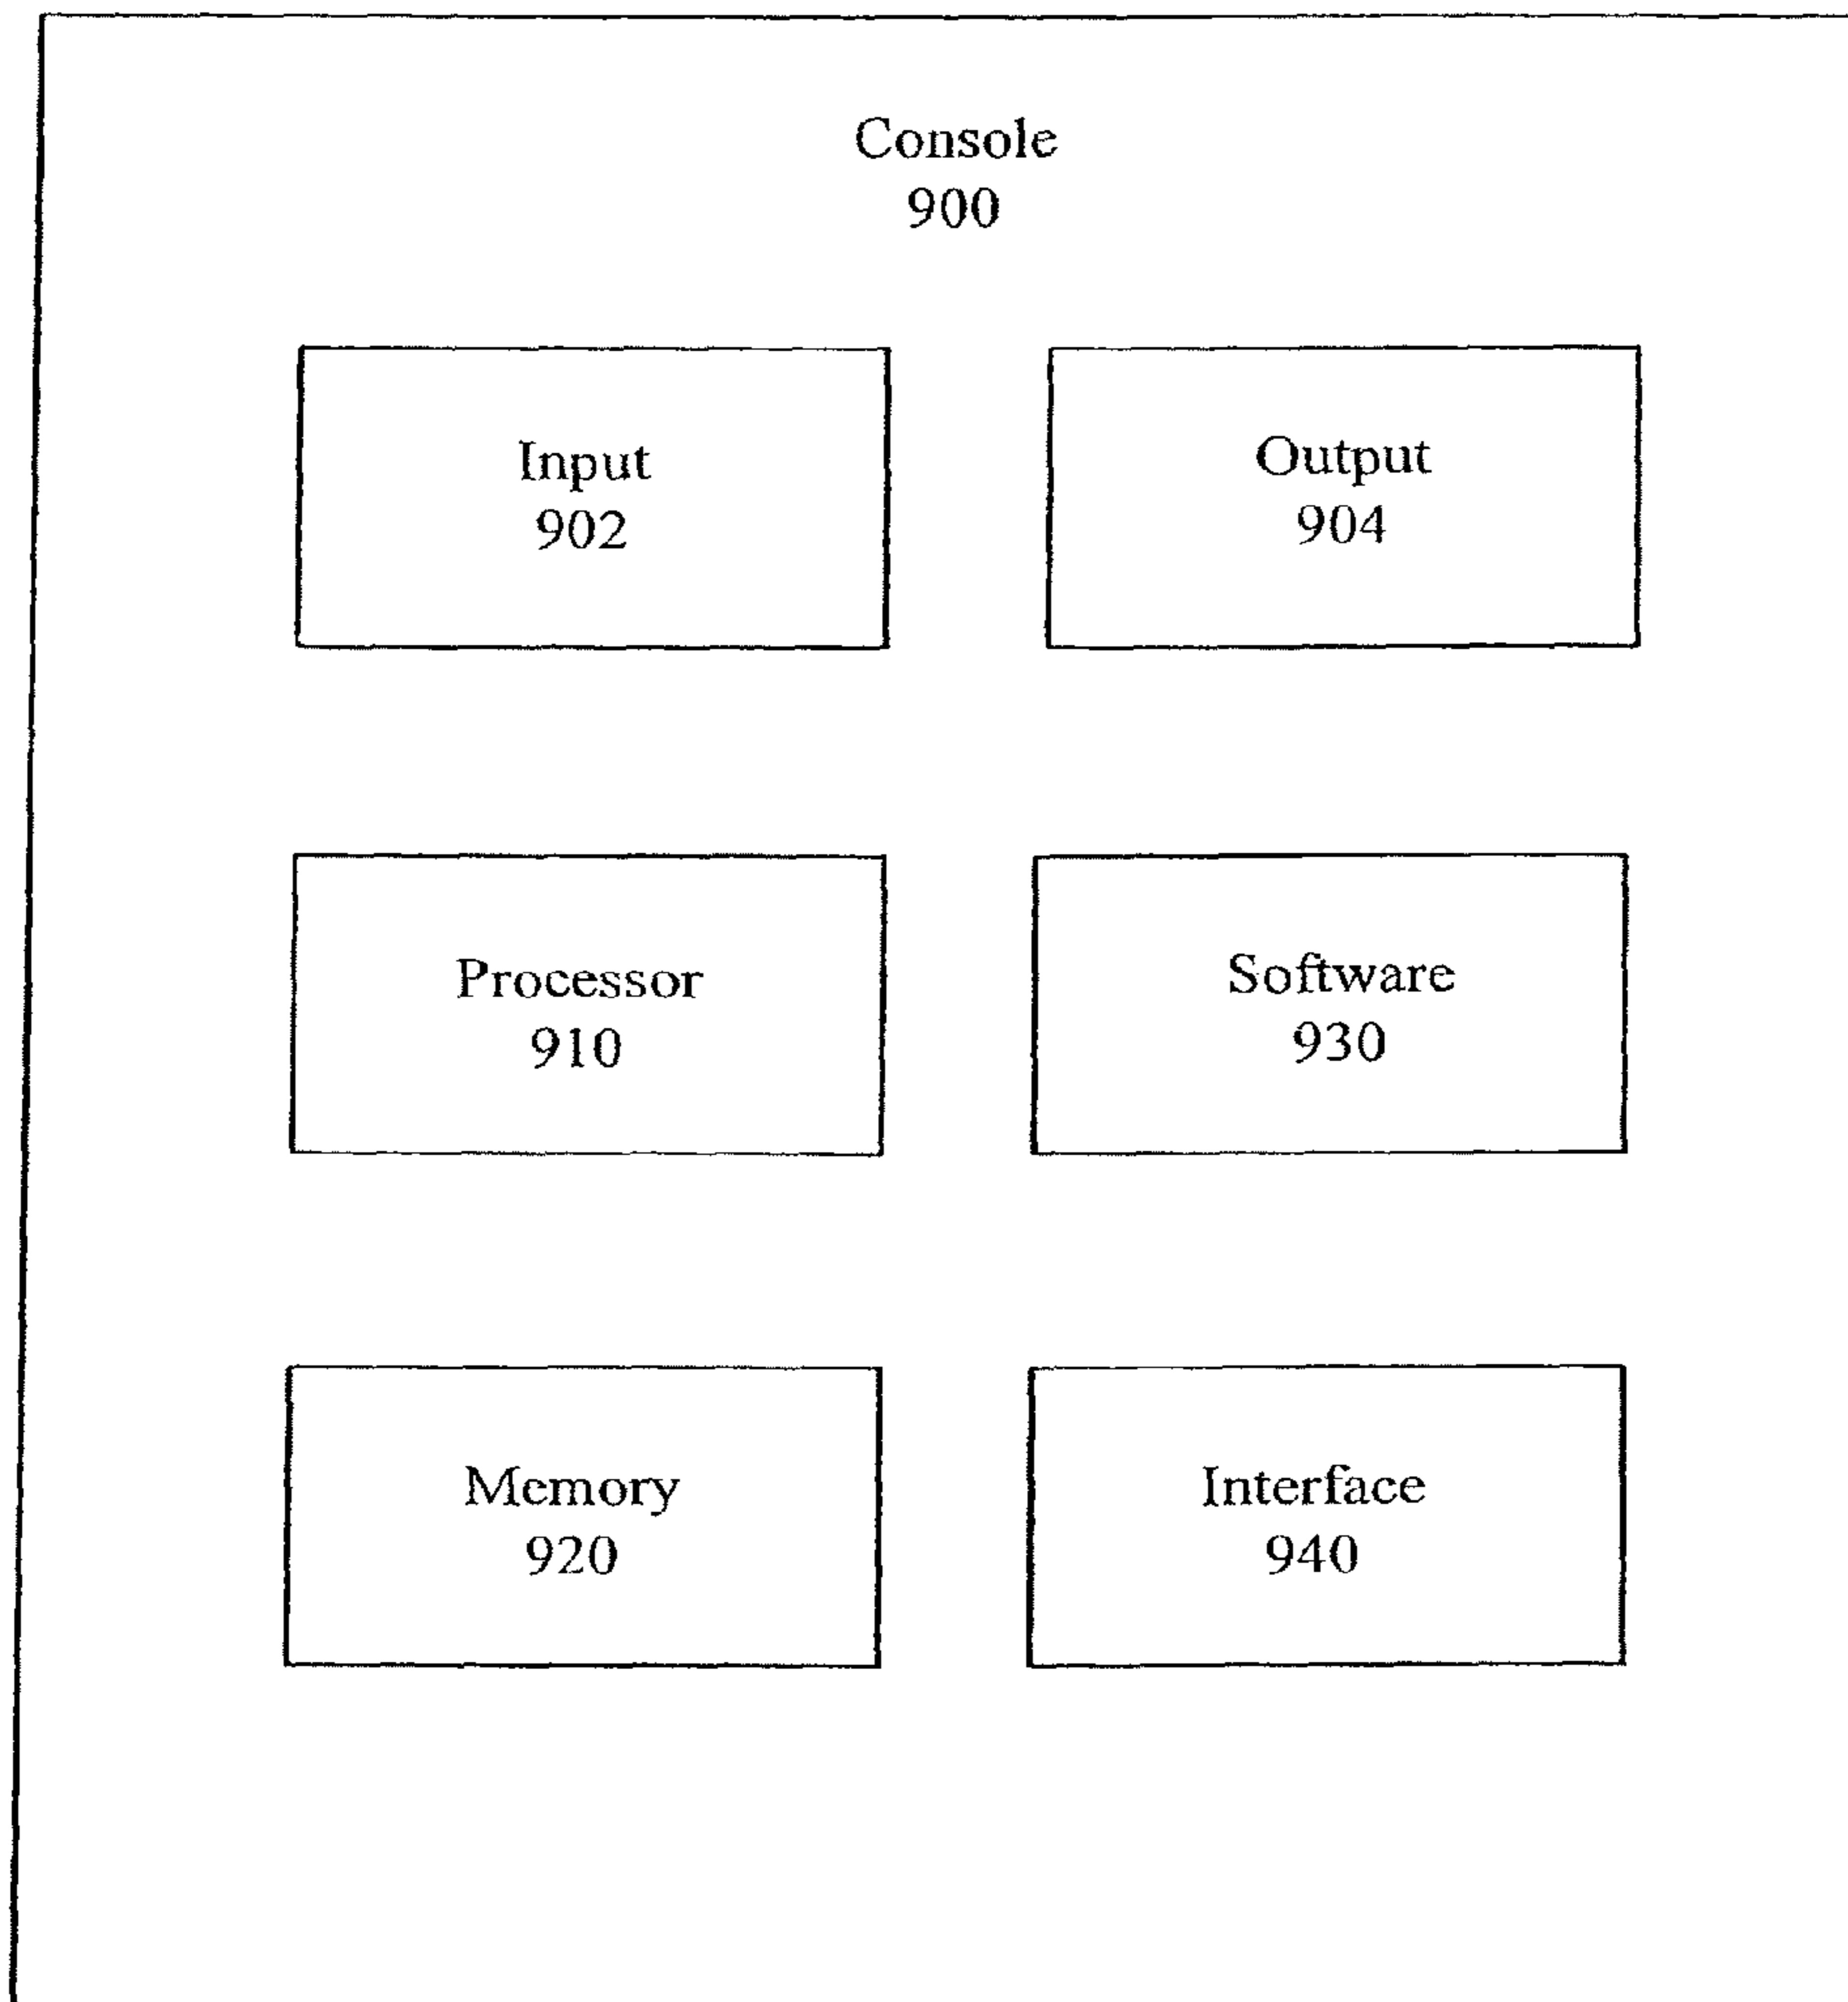 Console
900
Input
902
Output
904
Processor
910
Software
930
Memory
920
Interface
940